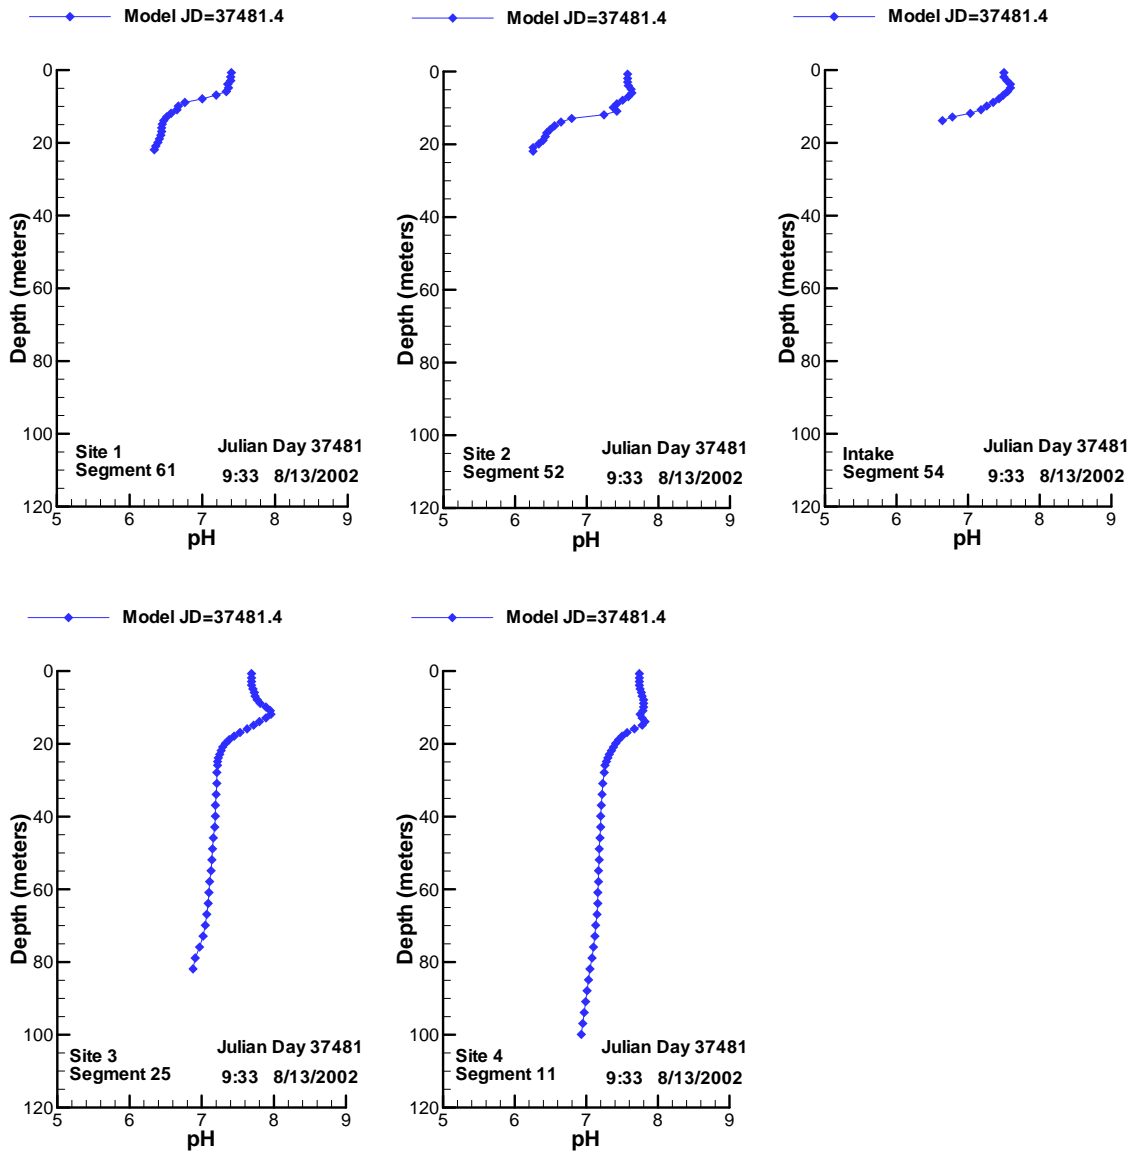 Model JD=37481.4
0
20
40
60
80
100
120
Depth (meters)
Site 1
Segment 61
Julian Day 37481
9:33 8/13/2002
5 6 7 8 9
pH
Model JD=37481.4
0
20
40
60
80
100
120
Depth (meters)
Site 2
Segment 52
Julian Day 37481
9:33 8/13/2002
5 6 7 8 9
pH
Model JD=37481.4
0
20
40
60
80
100
120
Depth (meters)
Intake
Segment 54
Julian Day 37481
9:33 8/13/2002
5 6 7 8 9
pH
Model JD=37481.4
0
20
40
60
80
100
120
Depth (meters)
Site 3
Segment 25
Julian Day 37481
9:33 8/13/2002
5 6 7 8 9
pH
Model JD=37481.4
0
20
40
60
80
100
120
Depth (meters)
Site 4
Segment 11
Julian Day 37481
9:33 8/13/2002
5 6 7 8 9
pH